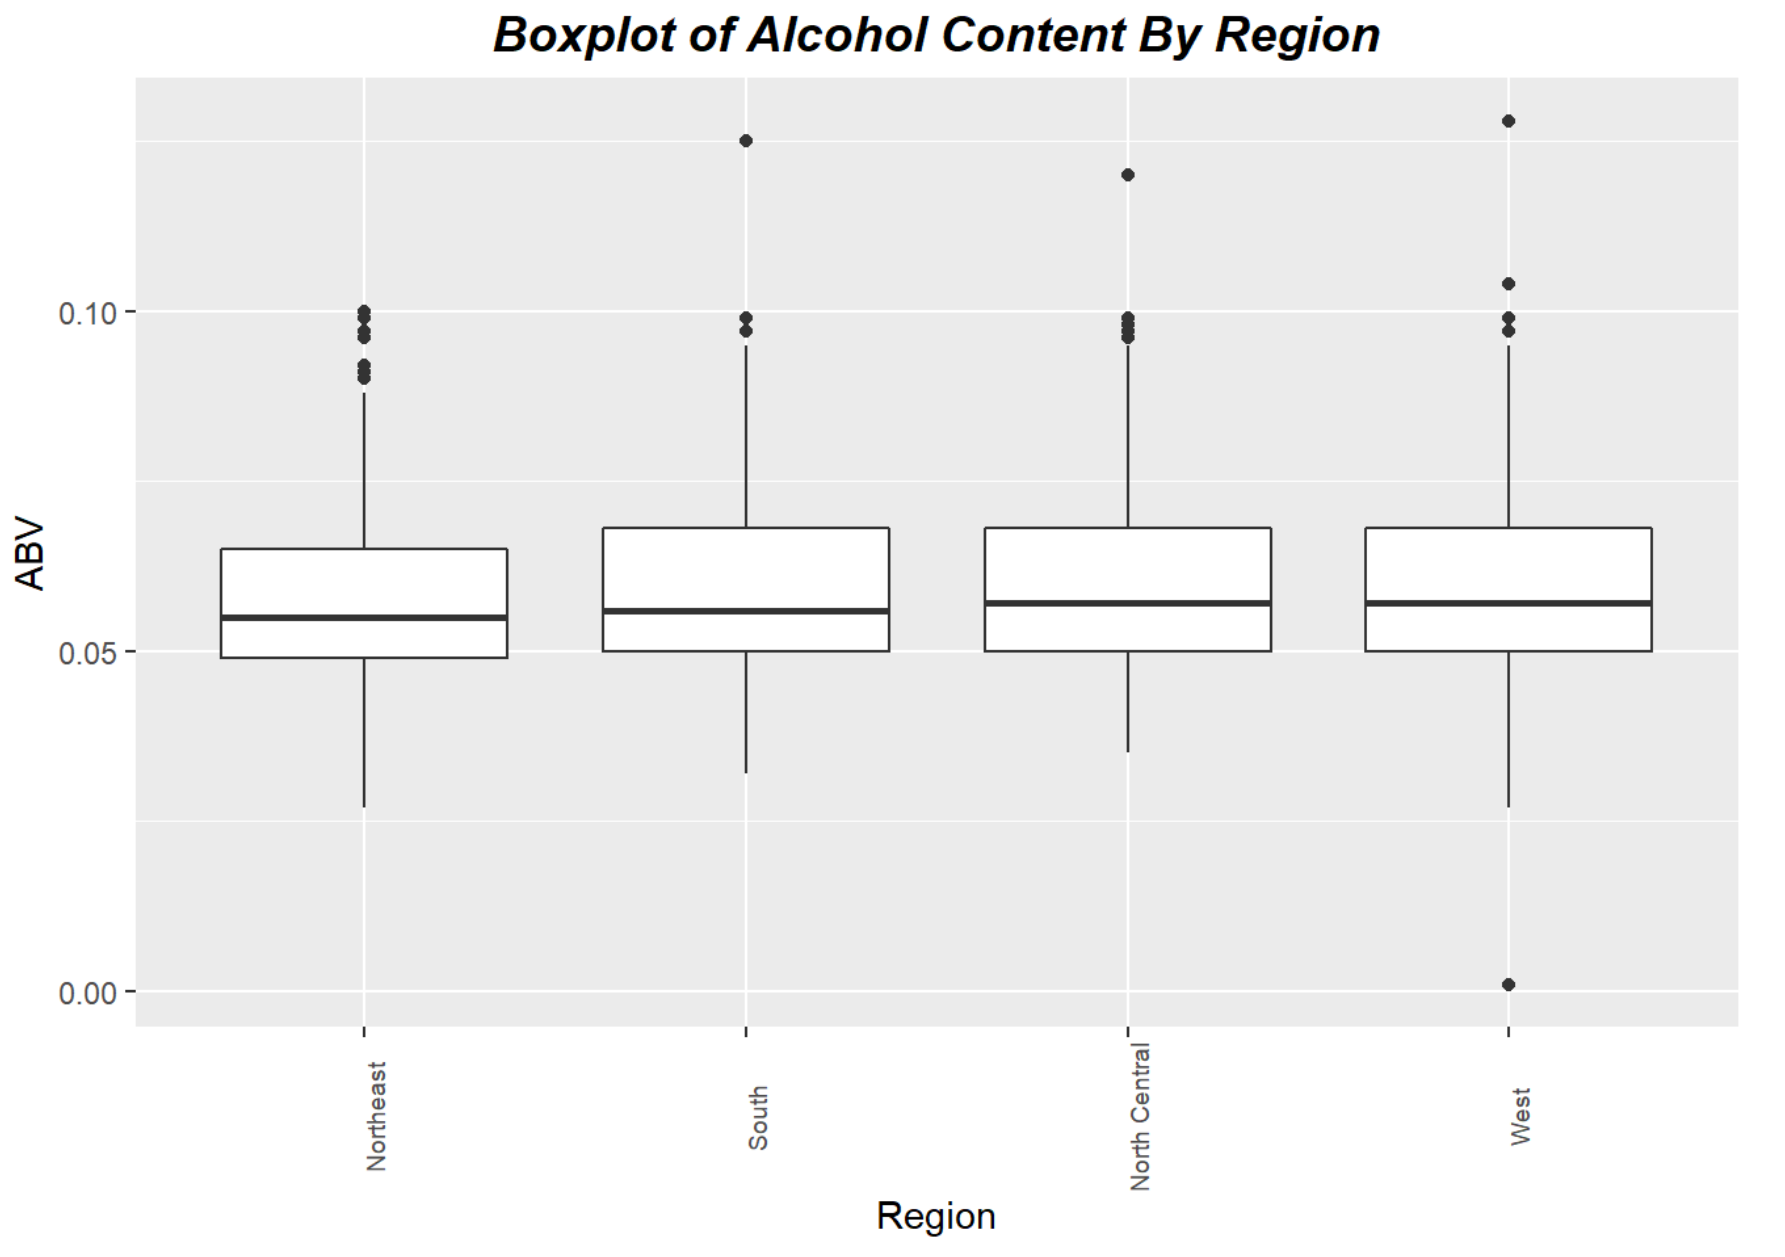 Boxplot of Alcohol Content By Region
ABV
0.10
0.05
0.00
Northeast
South
North Central
West
Region